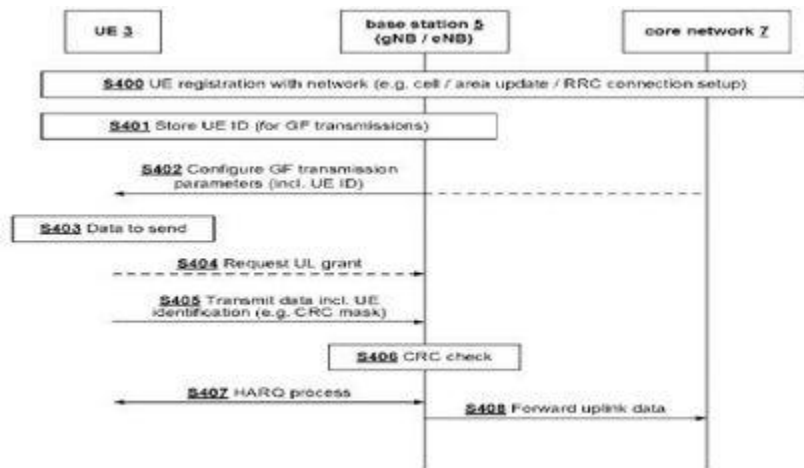 UE 3
base station 5
(gNB / eNB)
core network 7
S400 UE registration with network (e.g. cell / area update / RRC connection setup)
S401 Store UE ID (for GF transmissions)
S402 Configure GF transmission
parameters (incl. UE ID)
S403 Data to send
S404 Request UL grant
S405 Transmit data incl. UE
identification (e.g. CRC mask)
S406 CRC check
S407 HARQ process
S408 Forward uplink data